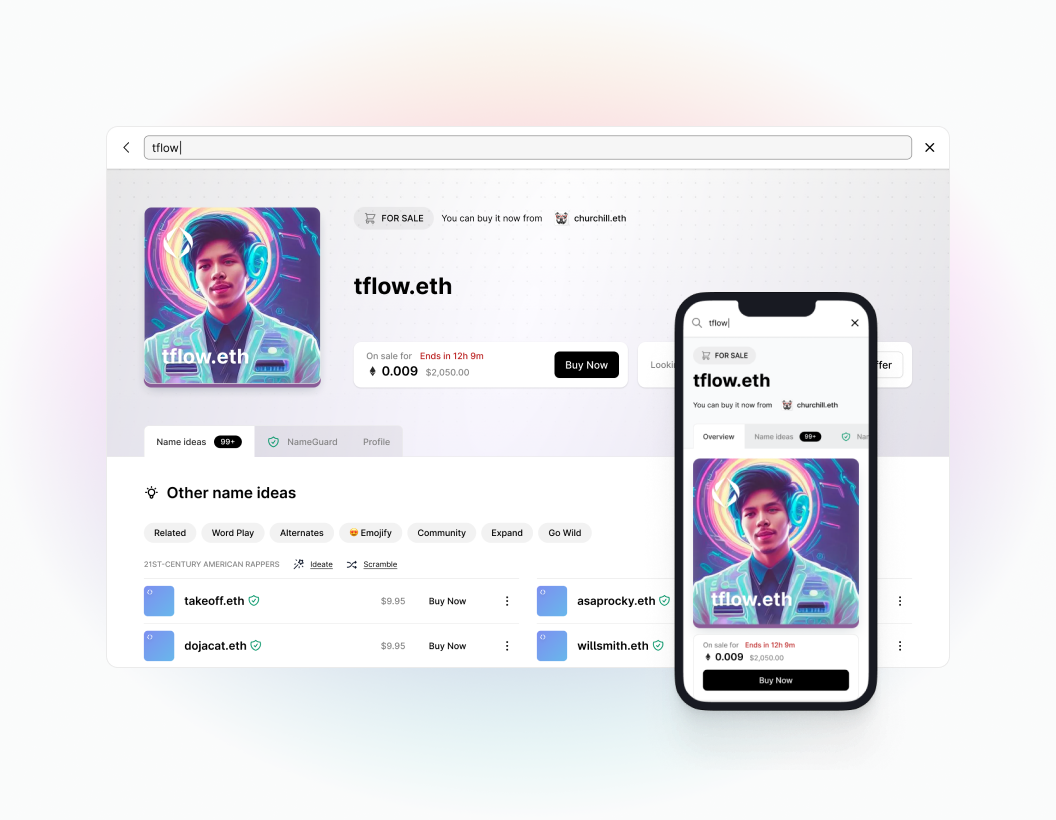 tflow
FOR SALE You can buy it now from churchill.eth
tflow.eth
tflow.eth
On sale for Ends in 12h 9m
0.009 $2,050.00
Buy Now
Name ideas 99+ NameGuard Profile
Other name ideas
Related Word Play Alternates 😍 Emojify Community Expand Go Wild
21ST-CENTURY AMERICAN RAPPERS Ideate Scramble
takeoff.eth $9.95 Buy Now
asaprocky.eth
dojacat.eth $9.95 Buy Now
willsmith.eth
tflow
FOR SALE
tflow.eth
You can buy it now from churchill.eth
Overview Name ideas 99+
tflow.eth
On sale for Ends in 12h 9m
0.009 $2,050.00
Buy Now